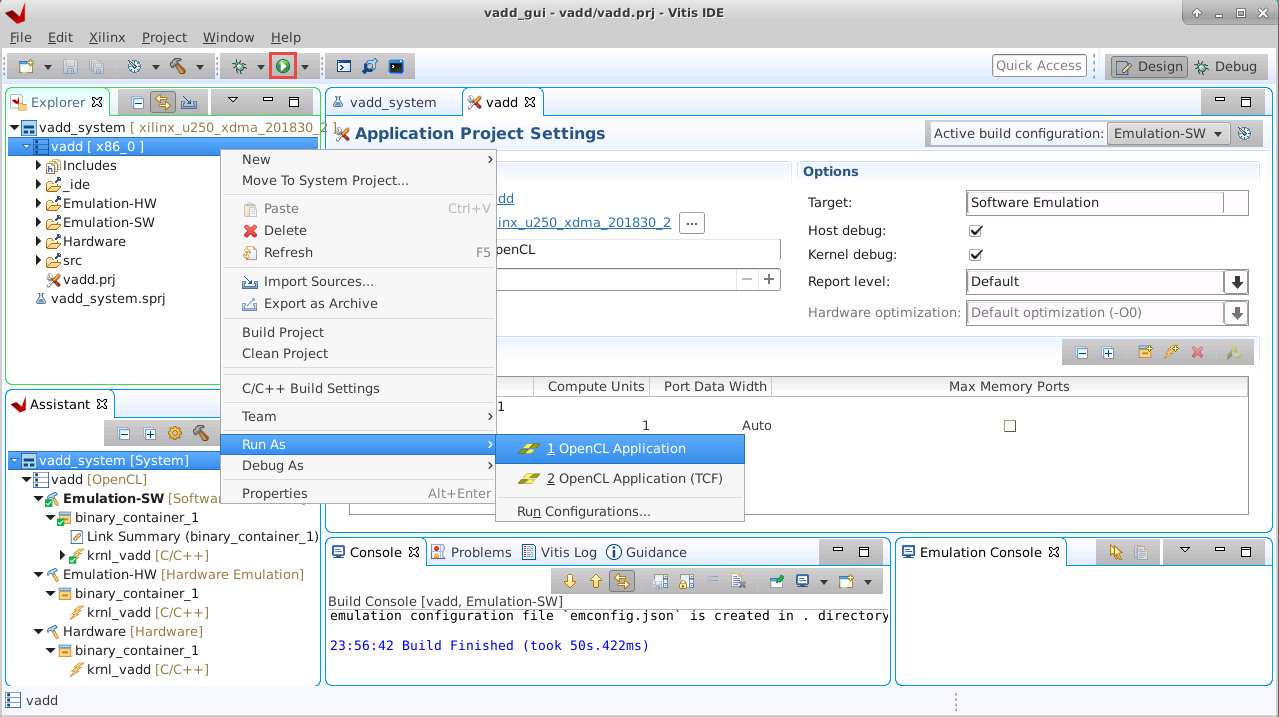 vadd_gui - vadd/vadd.prj - Vitis IDE
File Edit Xilinx Project Window Help
Quick Access
Design
Debug
Explorer
vadd_system [ xilinx_u250_xdma_201830_2 ]
vadd [ x86_0 ]
Includes
_ide
Emulation-HW
Emulation-SW
Hardware
src
vadd.prj
vadd_system.sprj
New
Move To System Project...
Paste Ctrl+V
Delete
Refresh F5
Import Sources...
Export as Archive
Build Project
Clean Project
C/C++ Build Settings
Team
Run As
Debug As
Properties Alt+Enter
1 OpenCL Application
2 OpenCL Application (TCF)
Run Configurations...
vadd_system
vadd
Application Project Settings
Active build configuration: Emulation-SW
dd
inx_u250_xdma_201830_2 ...
penCL
Options
Target: Software Emulation
Host debug:
Kernel debug:
Report level: Default
Hardware optimization: Default optimization (-O0)
Compute Units Port Data Width Max Memory Ports
1
1 Auto
Assistant
vadd_system [System]
vadd [OpenCL]
Emulation-SW [Softwa
binary_container_1
Link Summary (binary_container_1)
krnl_vadd [C/C++]
Emulation-HW [Hardware Emulation]
binary_container_1
krnl_vadd [C/C++]
Hardware [Hardware]
binary_container_1
krnl_vadd [C/C++]
Console Problems Vitis Log Guidance
Build Console [vadd, Emulation-SW]
emulation configuration file `emconfig.json` is created in . directory
23:56:42 Build Finished (took 50s.422ms)
Emulation Console
vadd